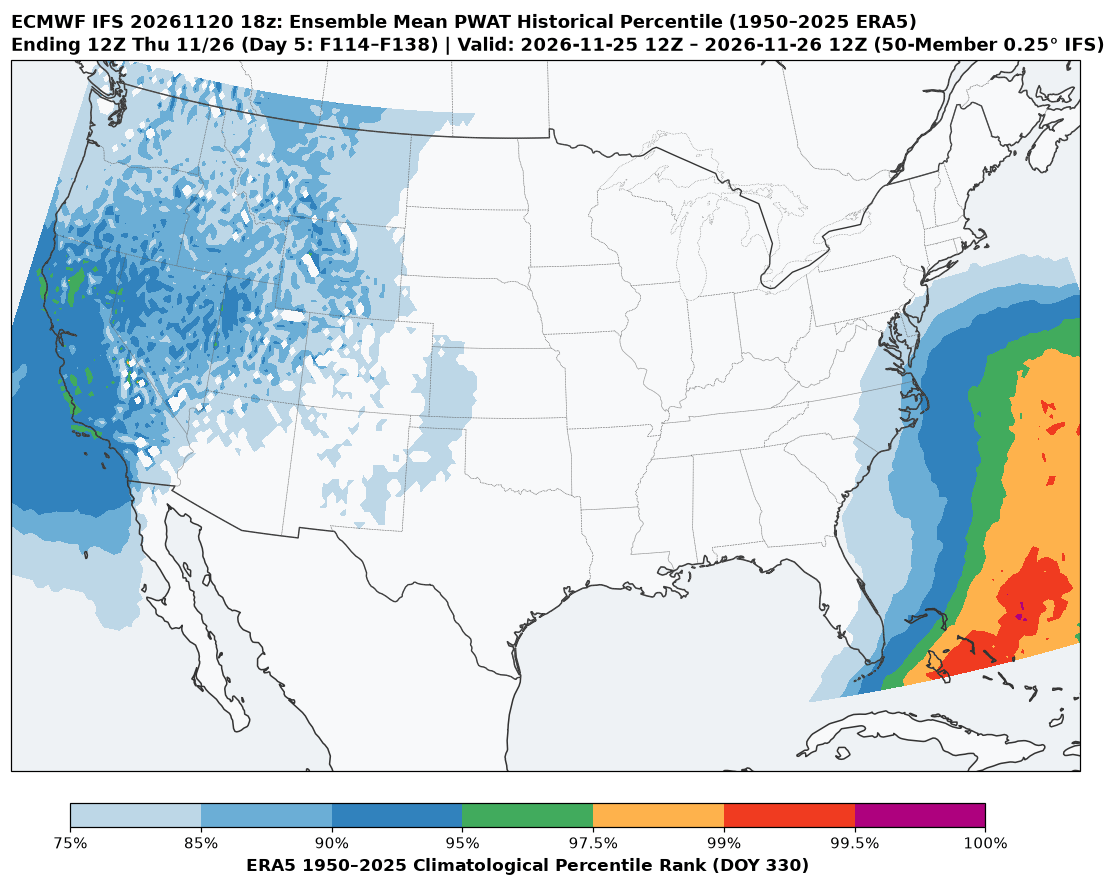 ECMWF IFS 20261120 18z: Ensemble Mean PWAT Historical Percentile (1950–2025 ERA5)
Ending 12Z Thu 11/26 (Day 5: F114–F138) | Valid: 2026-11-25 12Z – 2026-11-26 12Z (50-Member 0.25° IFS)
75% 85% 90% 95% 97.5% 99% 99.5% 100%
ERA5 1950–2025 Climatological Percentile Rank (DOY 330)